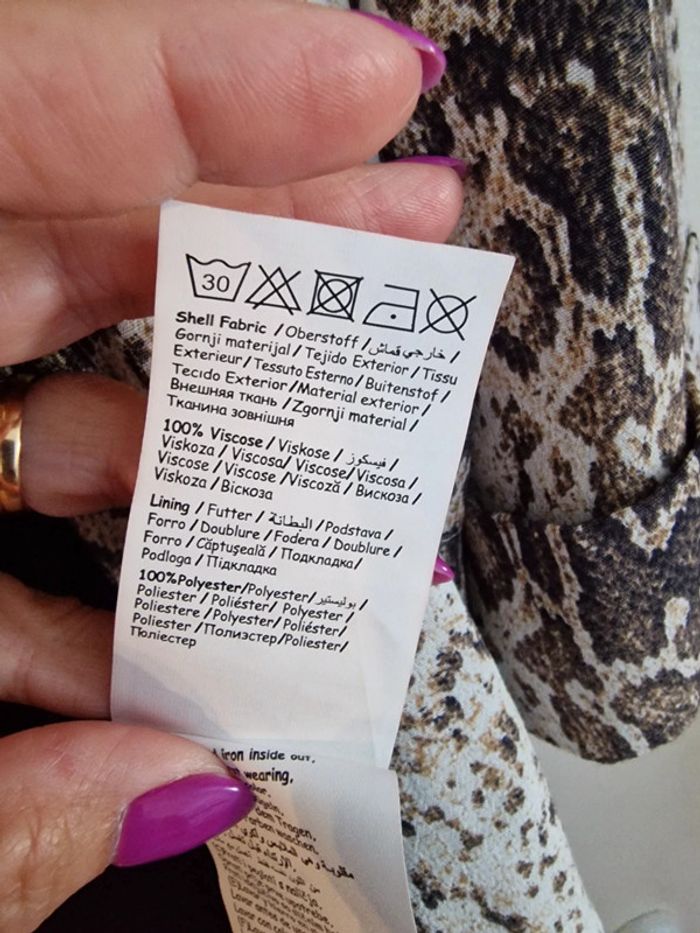 30
Shell Fabric / Oberstoff / خارجي قماش /
Gornji materijal / Tejido Exterior / Tissu
Exterieur / Tessuto Esterno / Buitenstof /
Tecido Exterior / Material exterior /
Внешняя ткань / Zgornji material /
Тканина зовнішня
100% Viscose / Viskose / فيسكوز /
Viskoza / Viscosa / Viscose / Viscosa /
Viscose / Viscose / Viscoză / Вискоза /
Viskoza / Віскоза
Lining / Futter / البطانة / Podstava /
Forro / Doublure / Fodera / Doublure /
Forro / Căptuşeală / Подкладка /
Podloga / Підкладка
100%Polyester/Polyester/بوليستير/
Poliester / Poliéster / Polyester /
Poliestere / Polyester/ Poliéster/
Poliester /Полиэстер/Poliester/
Поліестер
iron inside out,
wearing,
dem Tragen,
waschen.